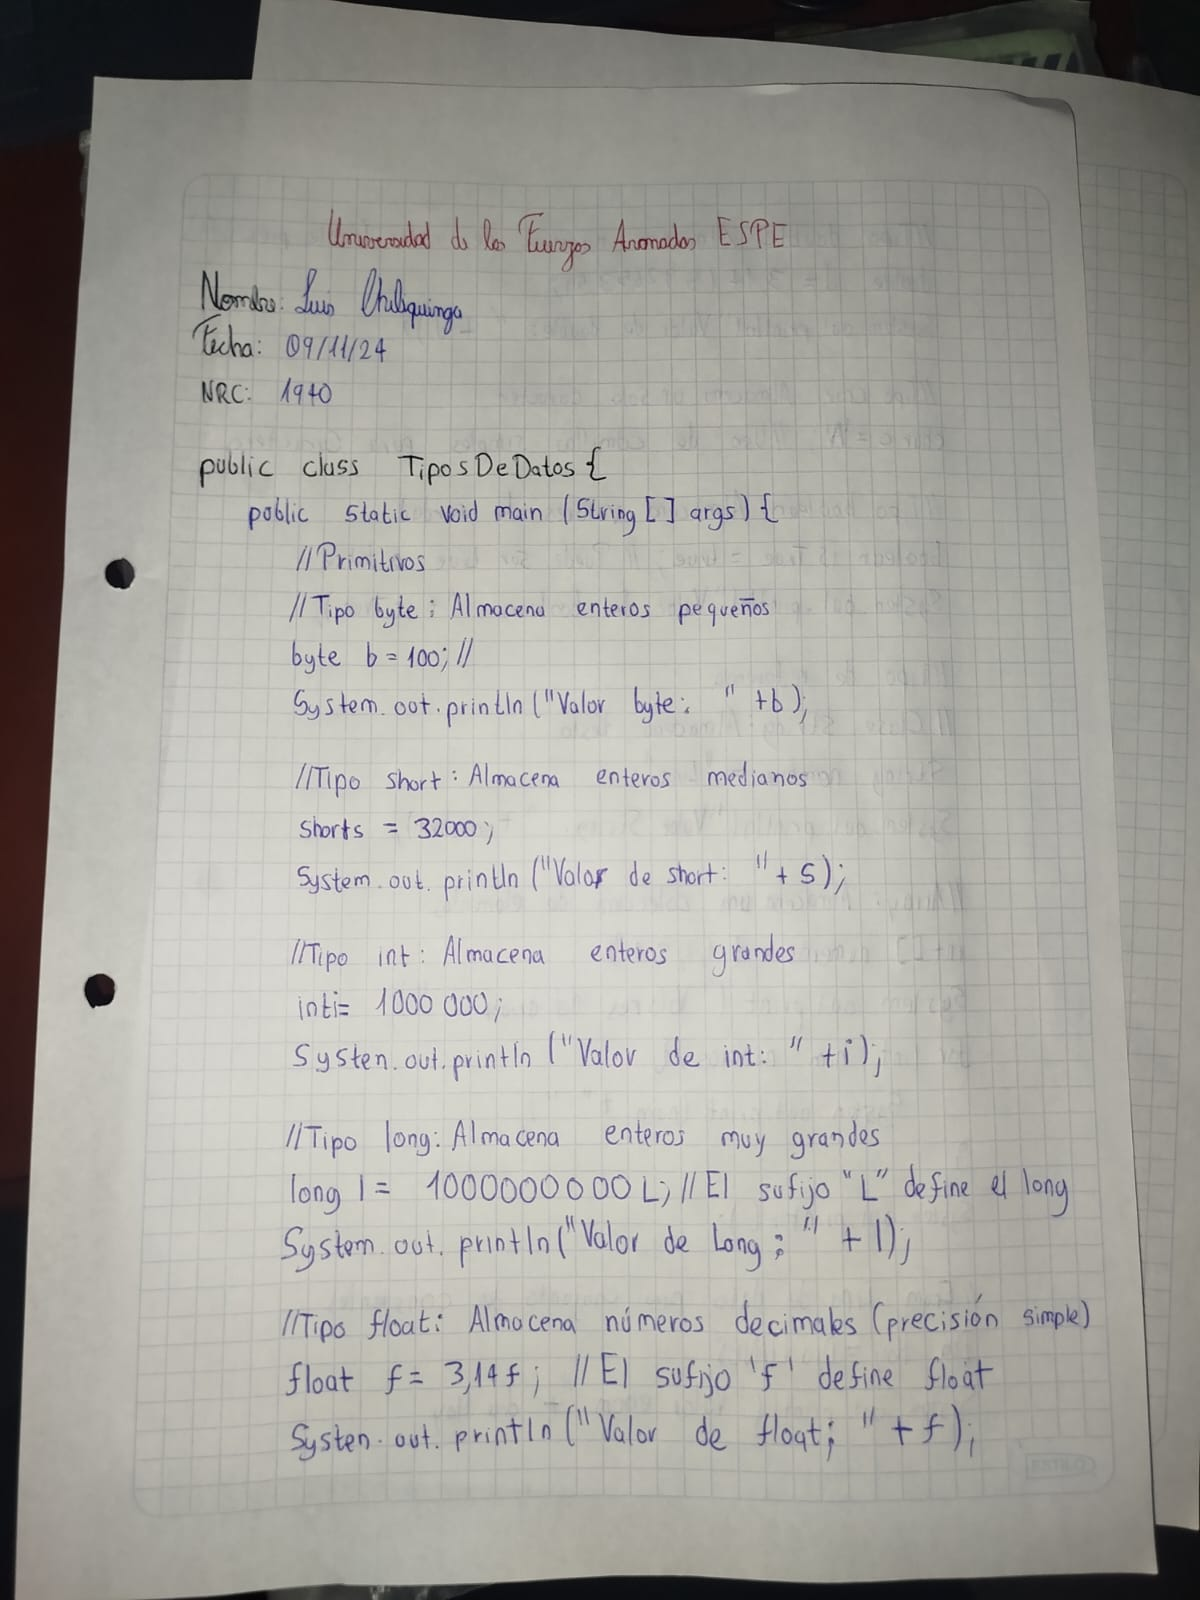 Universidad de las Fuerzas Armadas ESPE
Nombre: Luis Chiliquinga
Fecha: 09/11/24
NRC: 1940
public class TiposDeDatos {
public static void main (String [] args) {
//Primitivos
//Tipo byte: Almacena enteros pequeños
byte b = 100; //
System.out.println ("Valor byte: " +b);
//Tipo short: Almacena enteros medianos
shorts = 32000;
System.out.println ("Valor de short: " + s);
//Tipo int: Almacena enteros grandes
inti= 1000 000;
Systen.out.println ("Valor de int: " +i);
//Tipo long: Almacena enteros muy grandes
long l = 1000000000L; // El sufijo "L" define el long
System.out.println("Valor de Long: " + l);
//Tipo float: Almacena números decimales (precisión simple)
float f = 3,14f; // El sufijo 'f' define float
Systen.out.println ("Valor de float; " + f);